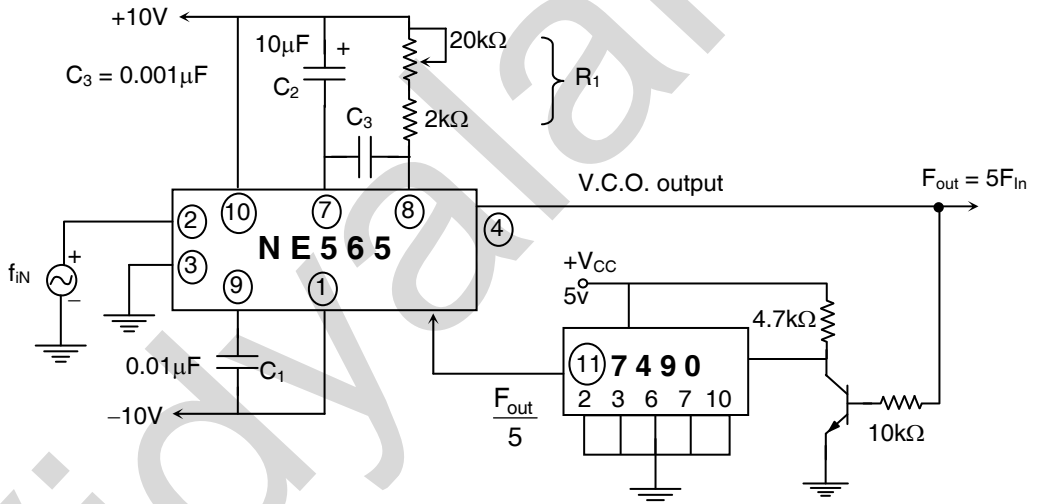 +10V
10μF
+
20kΩ
C3 = 0.001μF
C2
R1
C3
2kΩ
V.C.O. output
Fout = 5FIn
2
10
7
8
4
NE565
3
fiN
+
−
9
1
+VCC
5v
4.7kΩ
0.01μF
C1
11
7490
2 3 6 7 10
−10V
Fout
5
10kΩ
idyala